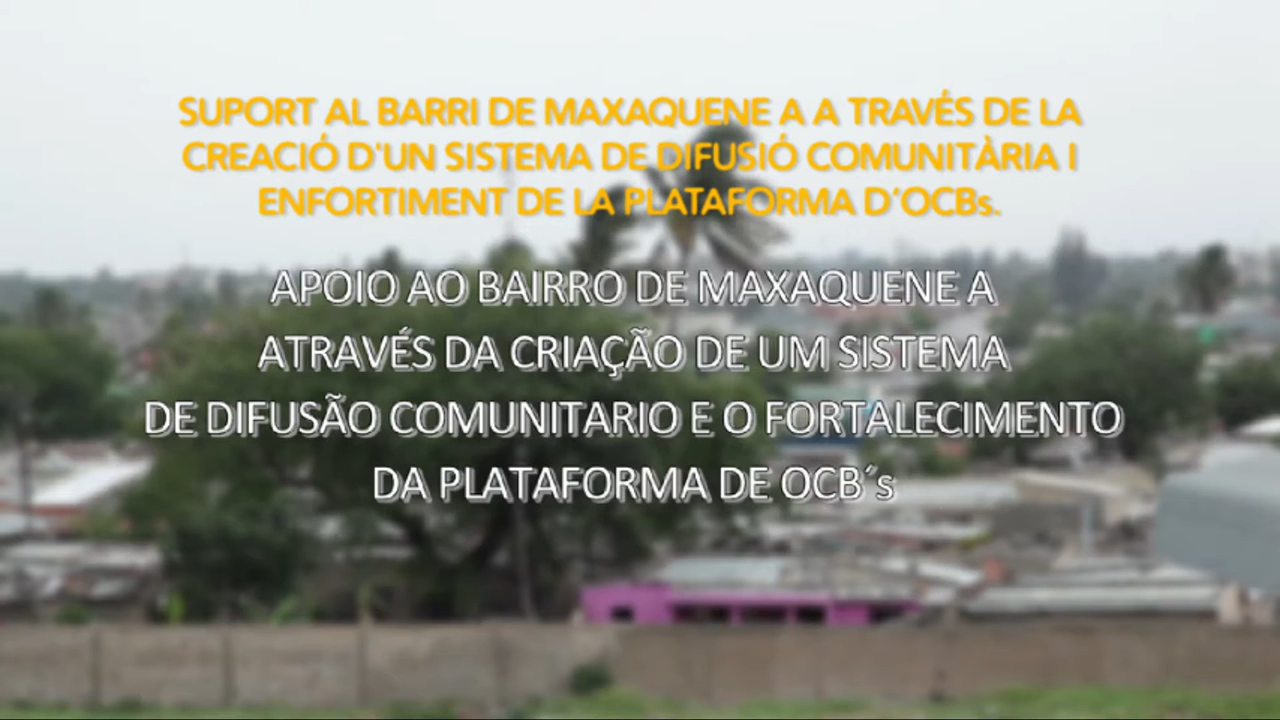 SUPORT AL BARRI DE MAXAQUENE A A TRAVÉS DE LA
CREACIÓ D'UN SISTEMA DE DIFUSIÓ COMUNITÀRIA I
ENFORTIMENT DE LA PLATAFORMA D'OCBs.
APOIO AO BAIRRO DE MAXAQUENE A
ATRAVÉS DA CRIAÇÃO DE UM SISTEMA
DE DIFUSÃO COMUNITARIO E O FORTALECIMENTO
DA PLATAFORMA DE OCB´s